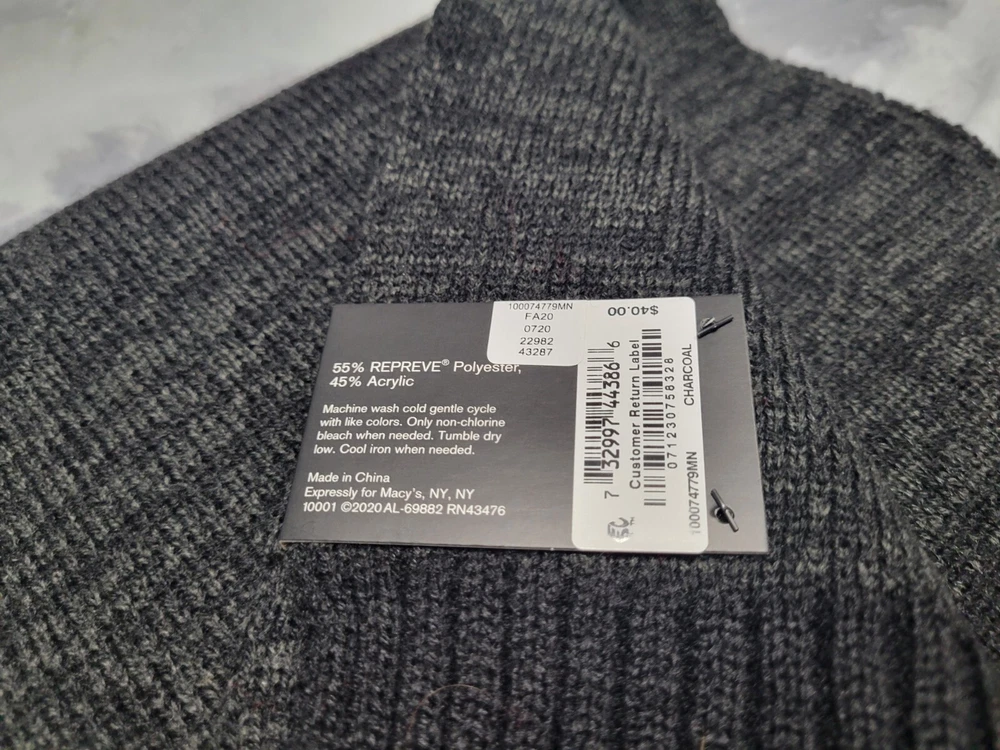 100074779MN
FA20
0720
22982
43287
55% REPREVE® Polyester,
45% Acrylic
Machine wash cold gentle cycle
with like colors. Only non-chlorine
bleach when needed. Tumble dry
low. Cool iron when needed.
Made in China
Expressly for Macy's, NY, NY
10001 ©2020 AL-69882 RN43476
$40.00
7 32997 44386 6
Customer Return Label
071230758328
100074779MN CHARCOAL